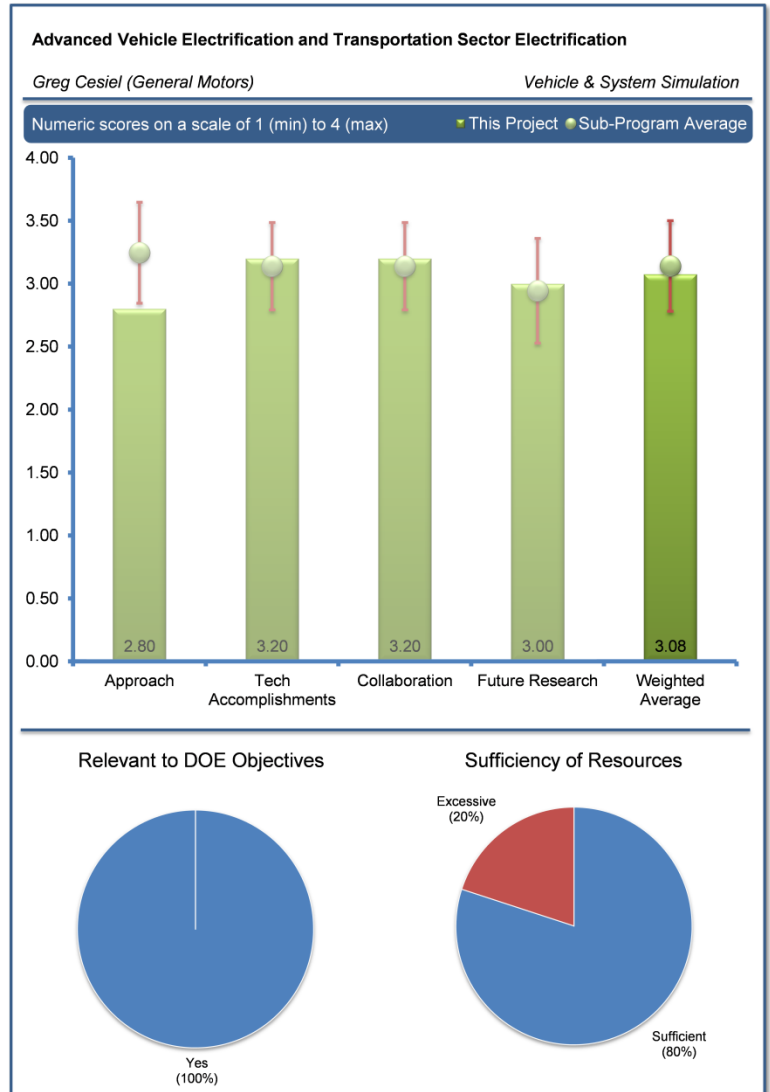 Advanced Vehicle Electrification and Transportation Sector Electrification
Greg Cesiel (General Motors) Vehicle & System Simulation
Numeric scores on a scale of 1 (min) to 4 (max) This Project Sub-Program Average
4.00
3.50
3.00
2.50
2.00
1.50
1.00
0.50
0.00
2.80 3.20 3.20 3.00 3.08
Approach Tech Collaboration Future Research Weighted
Accomplishments Average
Relevant to DOE Objectives Sufficiency of Resources
Excessive
(20%)
Sufficient
(80%)
Yes
(100%)